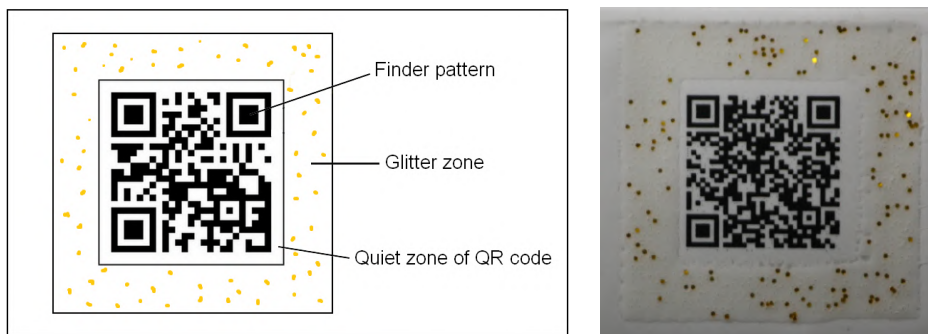 Finder pattern
Glitter zone
Quiet zone of QR code